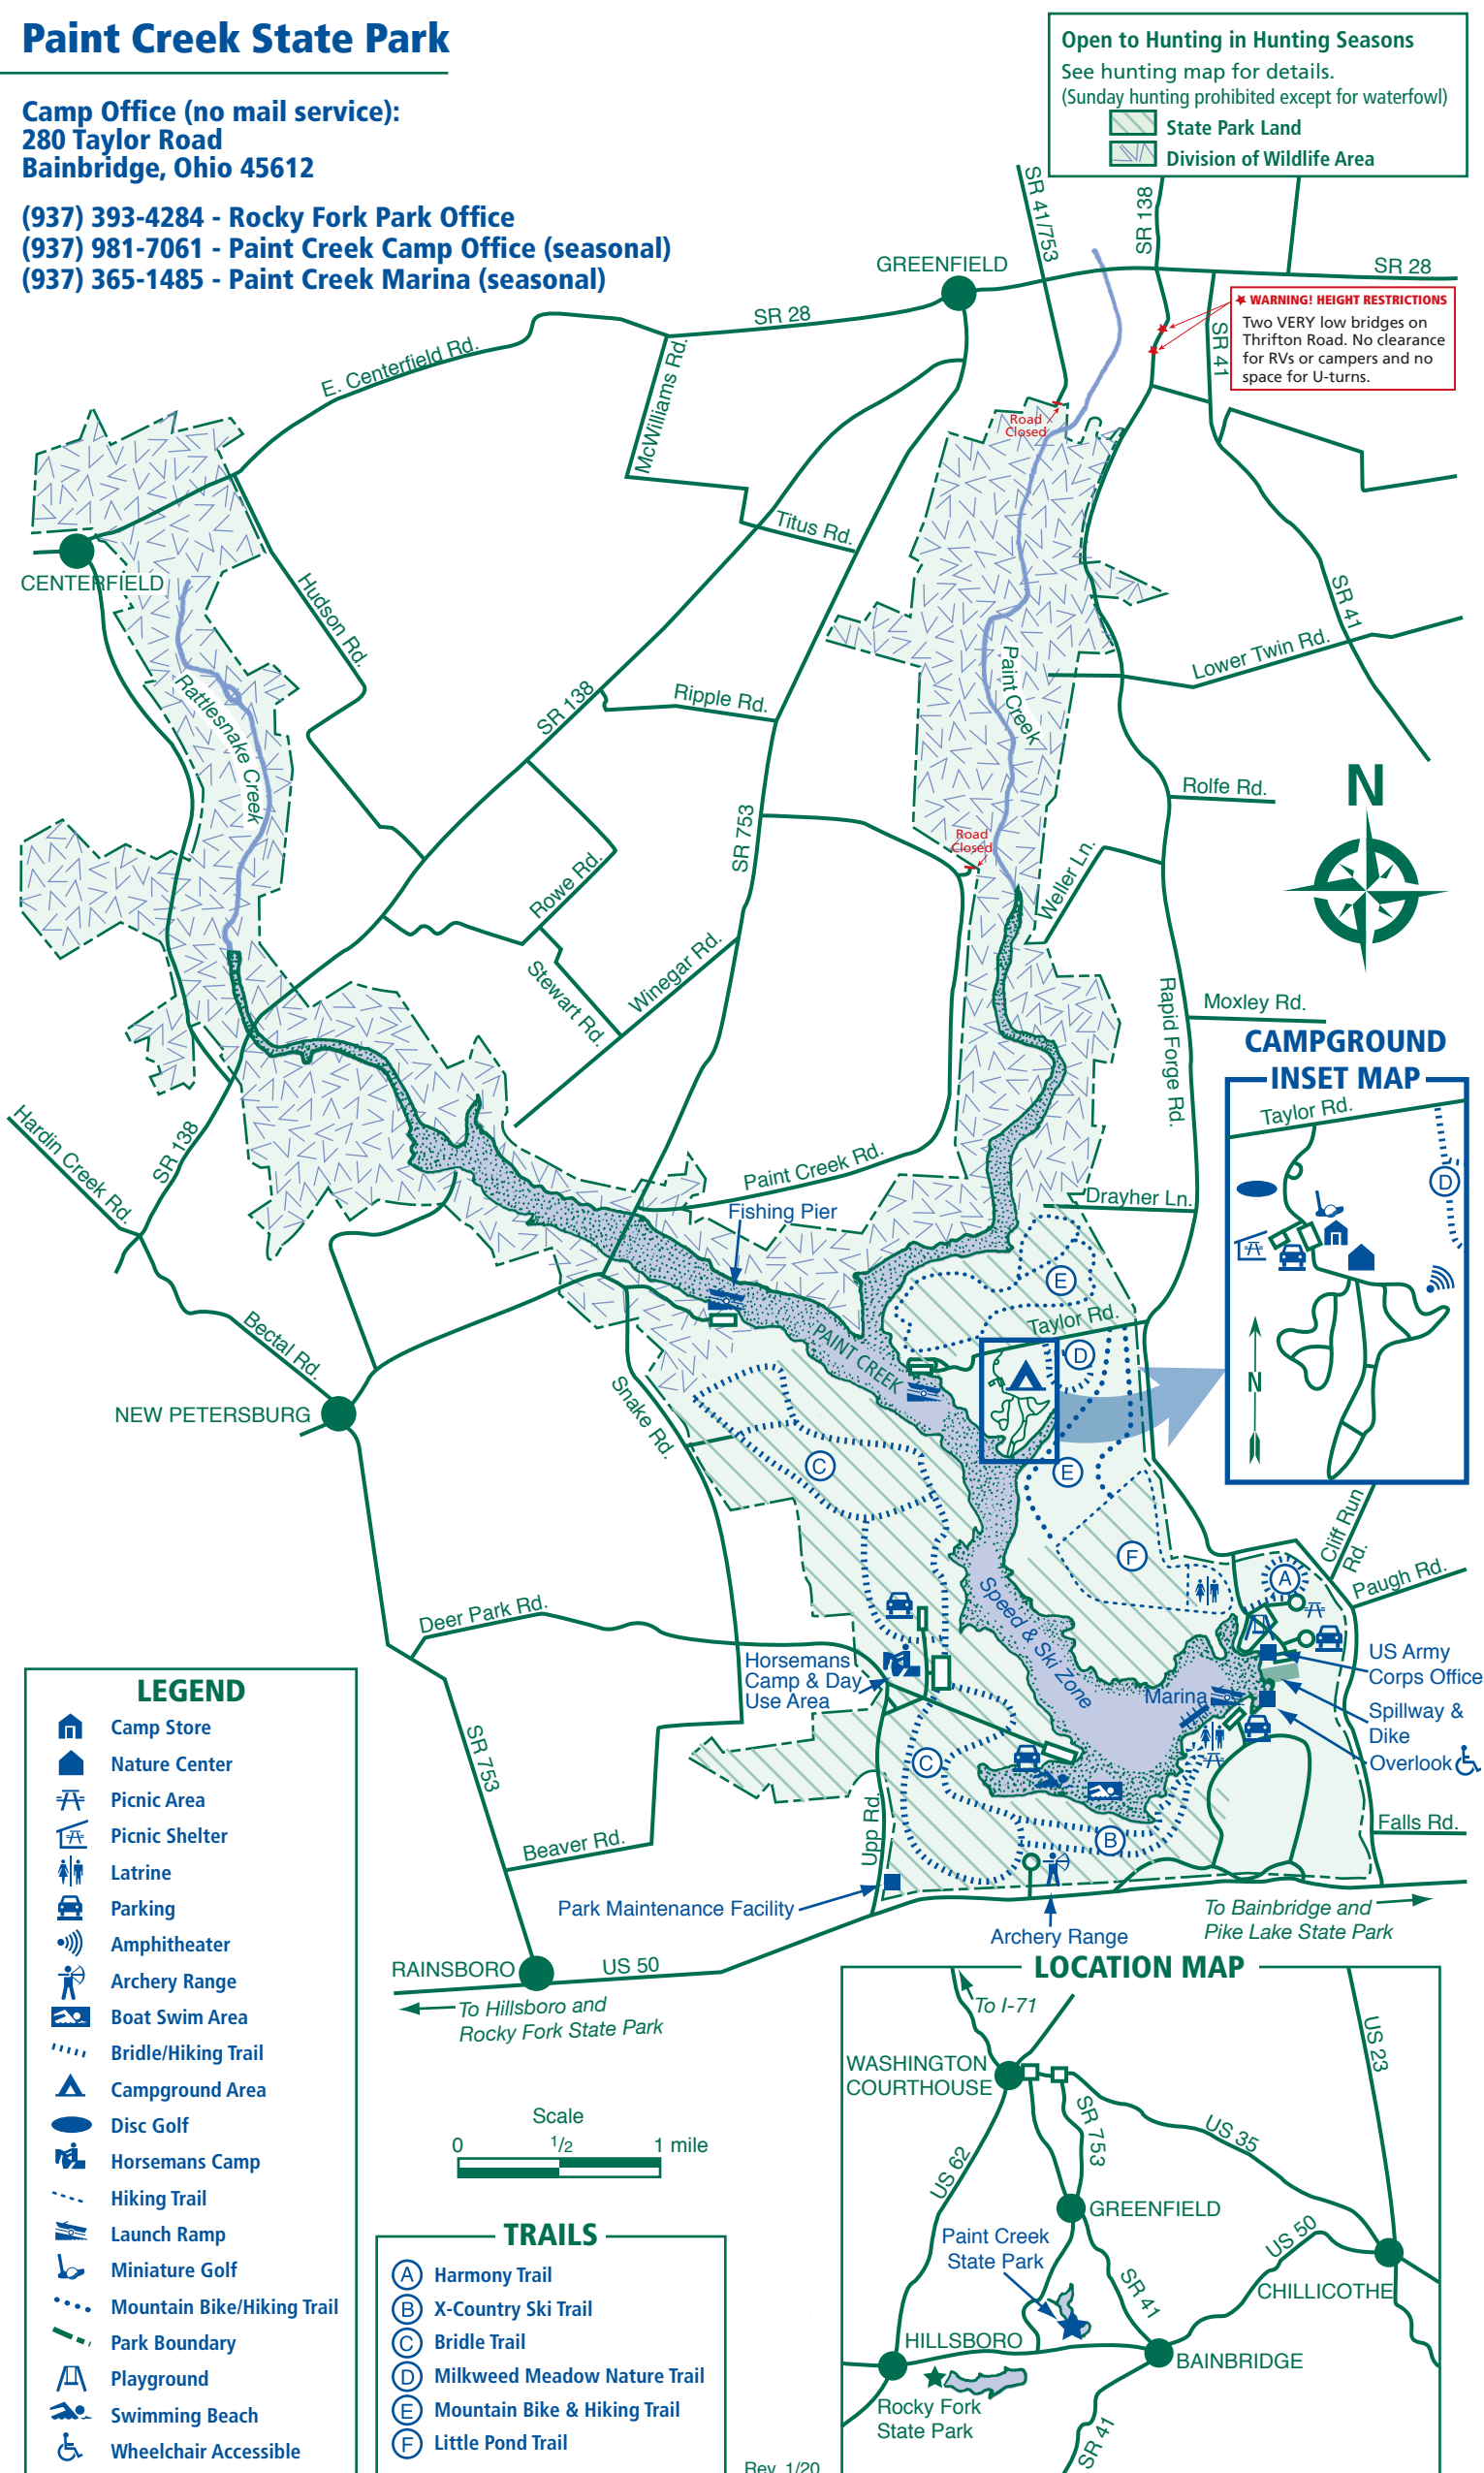 Paint Creek State Park
Camp Office (no mail service):
280 Taylor Road
Bainbridge, Ohio 45612
(937) 393-4284 - Rocky Fork Park Office
(937) 981-7061 - Paint Creek Camp Office (seasonal)
(937) 365-1485 - Paint Creek Marina (seasonal)
Open to Hunting in Hunting Seasons
See hunting map for details.
(Sunday hunting prohibited except for waterfowl)
State Park Land
Division of Wildlife Area
SR 41/753
SR 138
GREENFIELD
SR 28
SR 28
WARNING! HEIGHT RESTRICTIONS
Two VERY low bridges on
Thrifton Road. No clearance
for RVs or campers and no
space for U-turns.
SR 41
E. Centerfield Rd.
McWilliams Rd.
Road
Closed
Titus Rd.
CENTERFIELD
Hudson Rd.
SR 41
Lower Twin Rd.
Rattlesnake Creek
SR 138
Ripple Rd.
Paint Creek
Rolfe Rd.
N
SR 753
Road
Closed
Weller Ln.
Rowe Rd.
Stewart Rd.
Winegar Rd.
Rapid Forge Rd.
Moxley Rd.
CAMPGROUND
INSET MAP
Taylor Rd.
D
N
Hardin Creek Rd.
SR 138
Paint Creek Rd.
Drayher Ln.
Fishing Pier
E
Taylor Rd.
D
PAINT CREEK
Bectal Rd.
NEW PETERSBURG
Snake Rd.
C
E
F
Cliff Run
Rd.
Paugh Rd.
A
Speed & Ski Zone
Deer Park Rd.
Horsemans
Camp & Day
Use Area
US Army
Corps Office
Marina
Spillway &
Dike
Overlook
C
SR 753
Upp Rd.
Falls Rd.
Beaver Rd.
B
Park Maintenance Facility
Archery Range
To Bainbridge and
Pike Lake State Park
RAINSBORO
US 50
To Hillsboro and
Rocky Fork State Park
LEGEND
Camp Store
Nature Center
Picnic Area
Picnic Shelter
Latrine
Parking
Amphitheater
Archery Range
Boat Swim Area
Bridle/Hiking Trail
Campground Area
Disc Golf
Horsemans Camp
Hiking Trail
Launch Ramp
Miniature Golf
Mountain Bike/Hiking Trail
Park Boundary
Playground
Swimming Beach
Wheelchair Accessible
Scale
0 1/2 1 mile
TRAILS
A Harmony Trail
B X-Country Ski Trail
C Bridle Trail
D Milkweed Meadow Nature Trail
E Mountain Bike & Hiking Trail
F Little Pond Trail
Rev. 1/20
LOCATION MAP
To I-71
WASHINGTON
COURTHOUSE
US 23
SR 753
US 35
US 62
GREENFIELD
Paint Creek
State Park
US 50
SR 41
CHILLICOTHE
HILLSBORO
BAINBRIDGE
Rocky Fork
State Park
SR 41